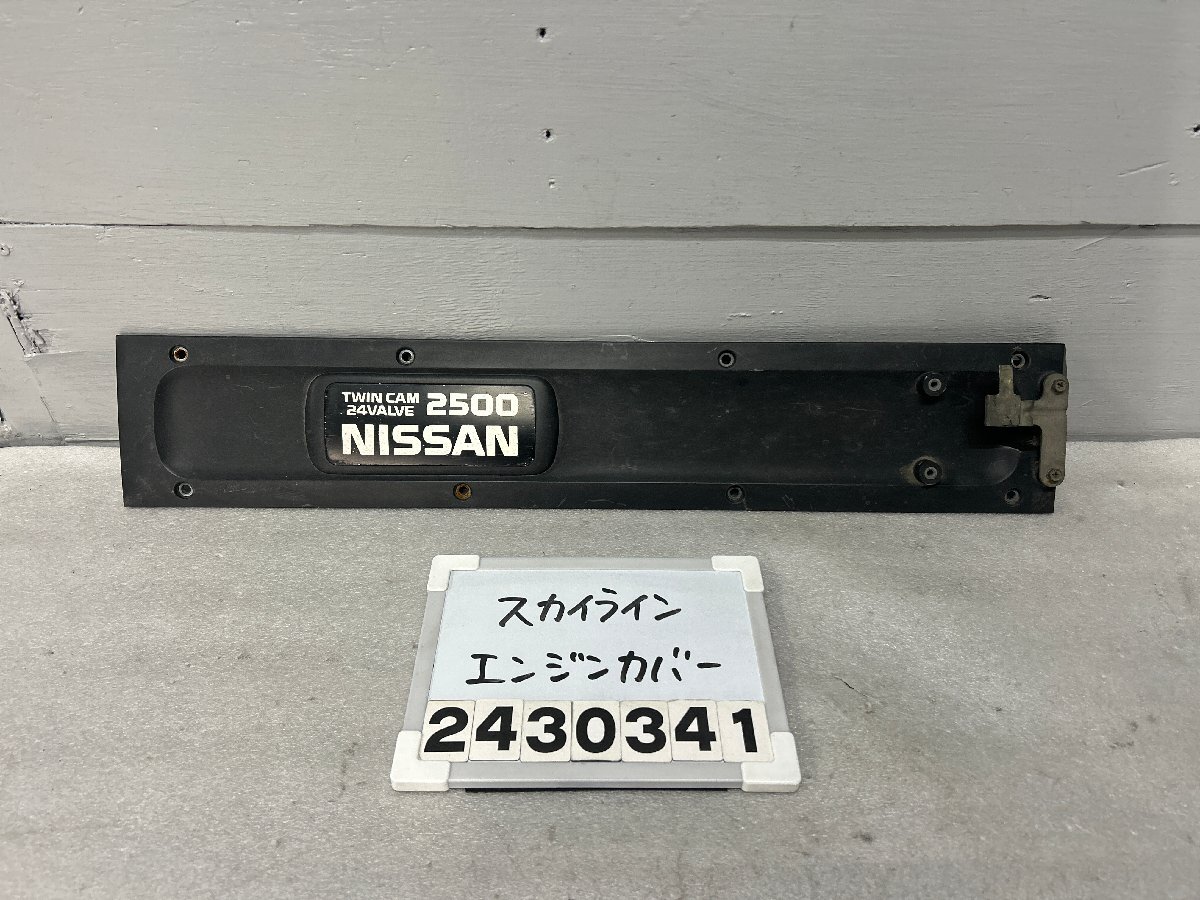 TWIN CAM
24VALVE 2500
NISSAN
スカイライン
エンジンカバー
2430341